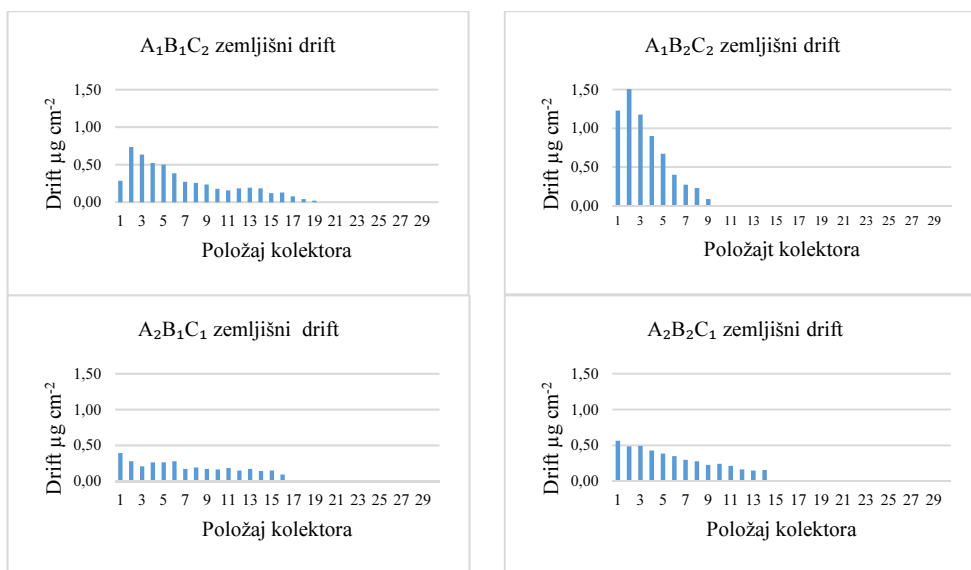 A₁B₁C₂ zemljišni drift
Drift µg cm⁻²
1,50
1,00
0,50
0,00
1 3 5 7 9 11 13 15 17 19 21 23 25 27 29
Položaj kolektora
A₁B₂C₂ zemljišni drift
Drift µg cm⁻²
1,50
1,00
0,50
0,00
1 3 5 7 9 11 13 15 17 19 21 23 25 27 29
Položajt kolektora
A₂B₁C₁ zemljišni  drift
Drift µg cm⁻²
1,50
1,00
0,50
0,00
1 3 5 7 9 11 13 15 17 19 21 23 25 27 29
Položaj kolektora
A₂B₂C₁ zemljišni drift
Drift µg cm⁻²
1,50
1,00
0,50
0,00
1 3 5 7 9 11 13 15 17 19 21 23 25 27 29
Položaj kolektora